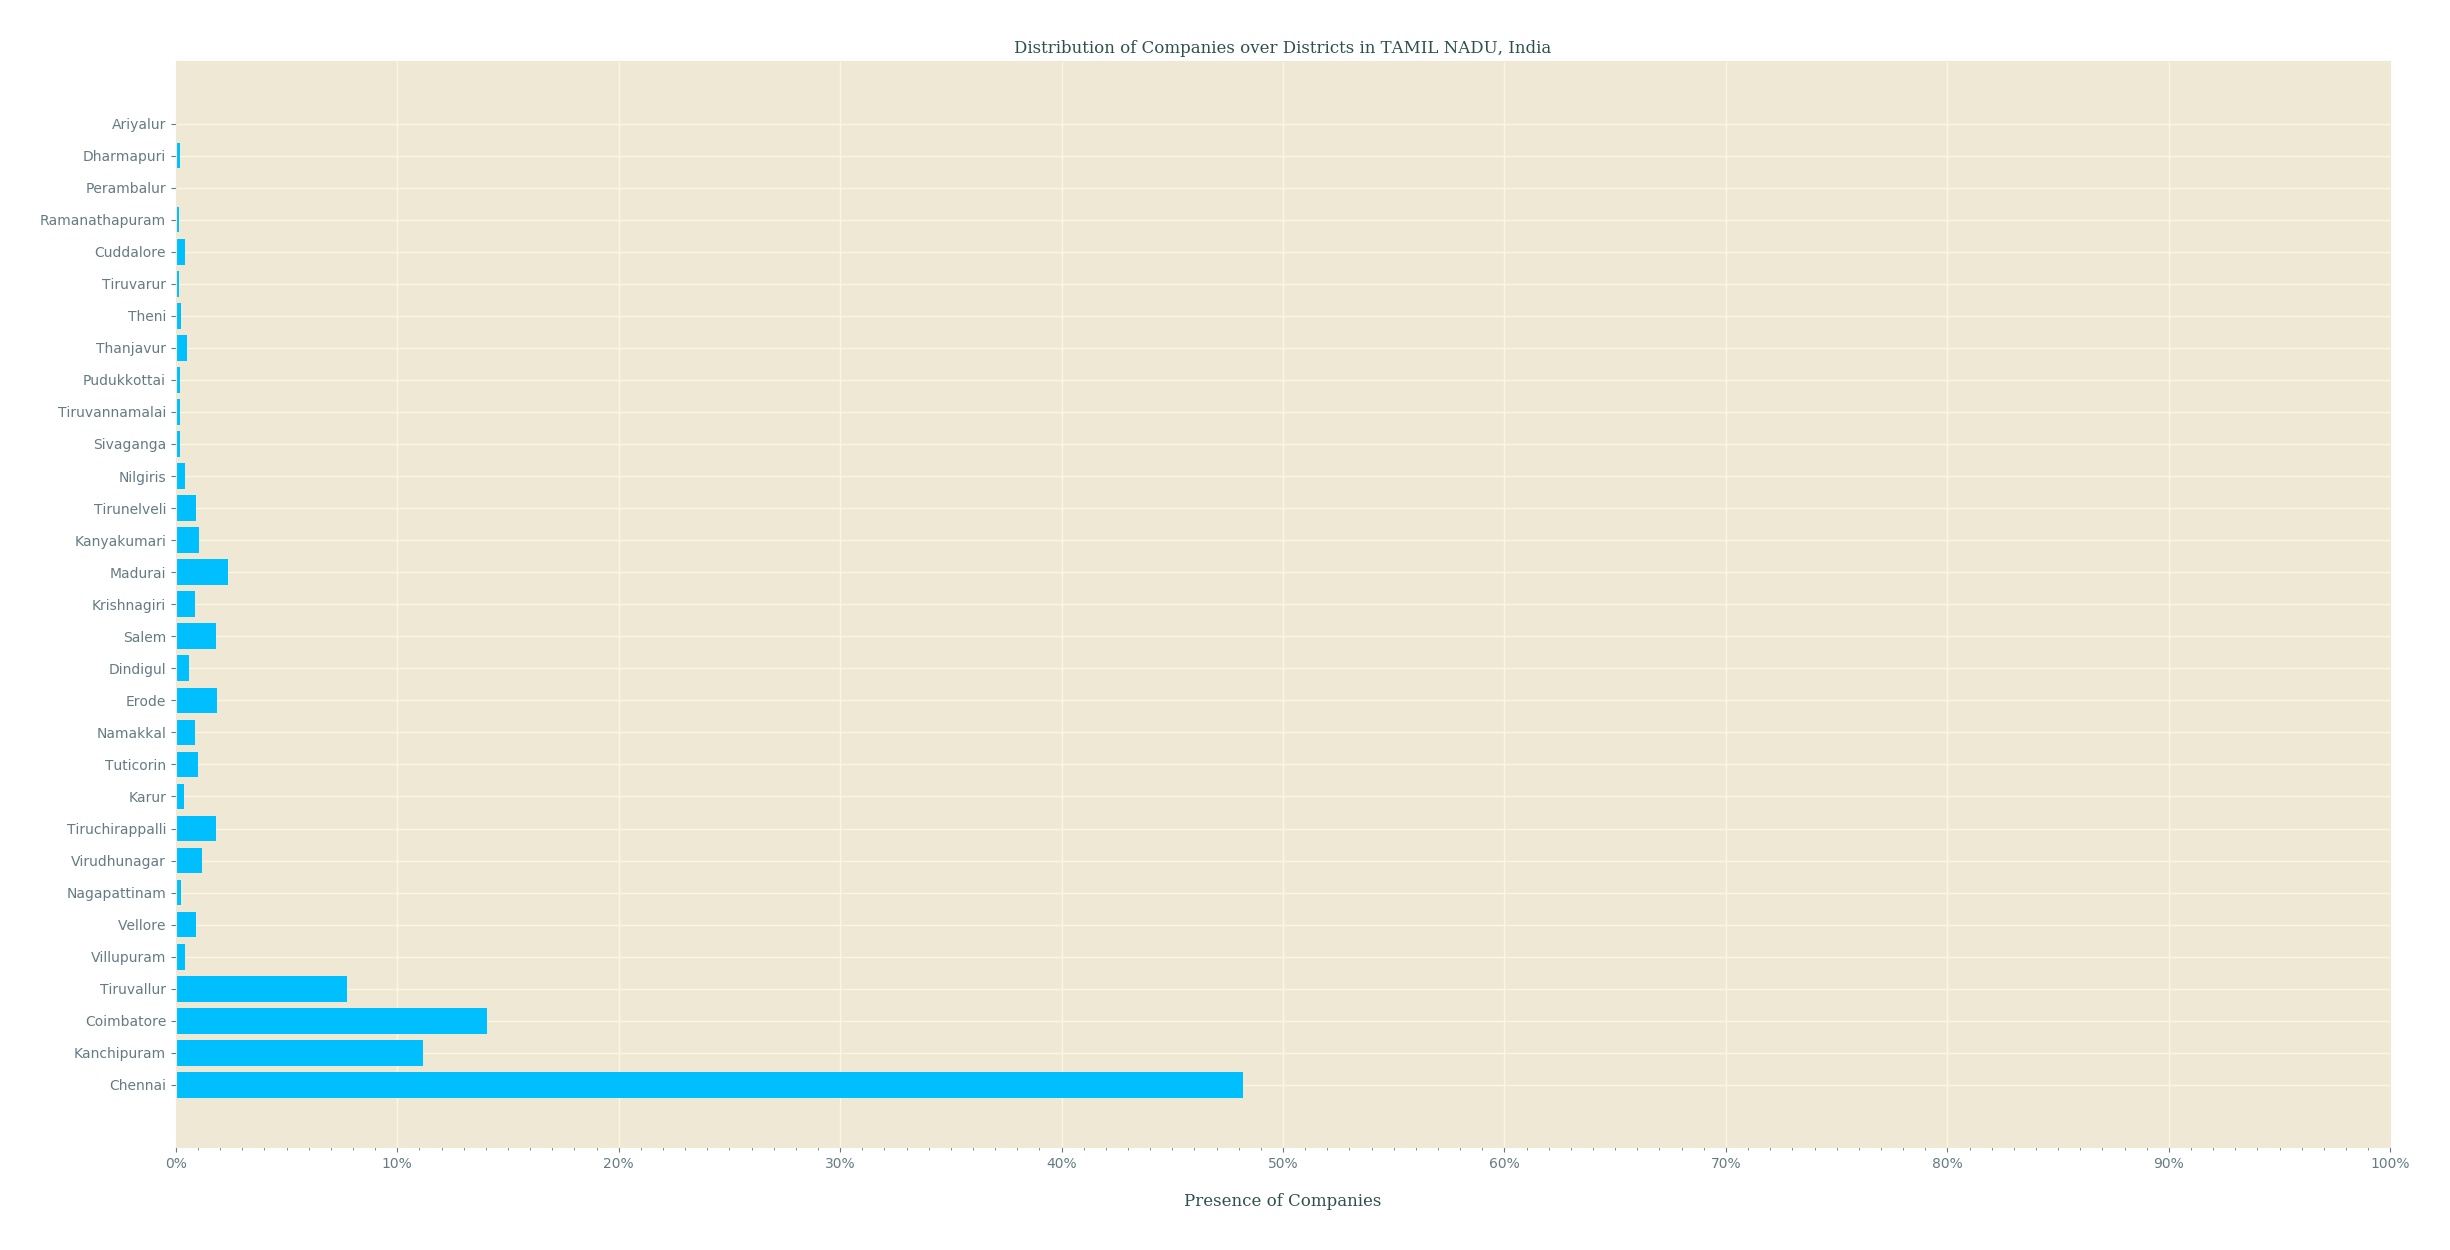 Distribution of Companies over Districts in TAMIL NADU, India
Ariyalur
Dharmapuri
Perambalur
Ramanathapuram
Cuddalore
Tiruvarur
Theni
Thanjavur
Pudukkottai
Tiruvannamalai
Sivaganga
Nilgiris
Tirunelveli
Kanyakumari
Madurai
Krishnagiri
Salem
Dindigul
Erode
Namakkal
Tuticorin
Karur
Tiruchirappalli
Virudhunagar
Nagapattinam
Vellore
Villupuram
Tiruvallur
Coimbatore
Kanchipuram
Chennai
0% 10% 20% 30% 40% 50% 60% 70% 80% 90% 100%
Presence of Companies